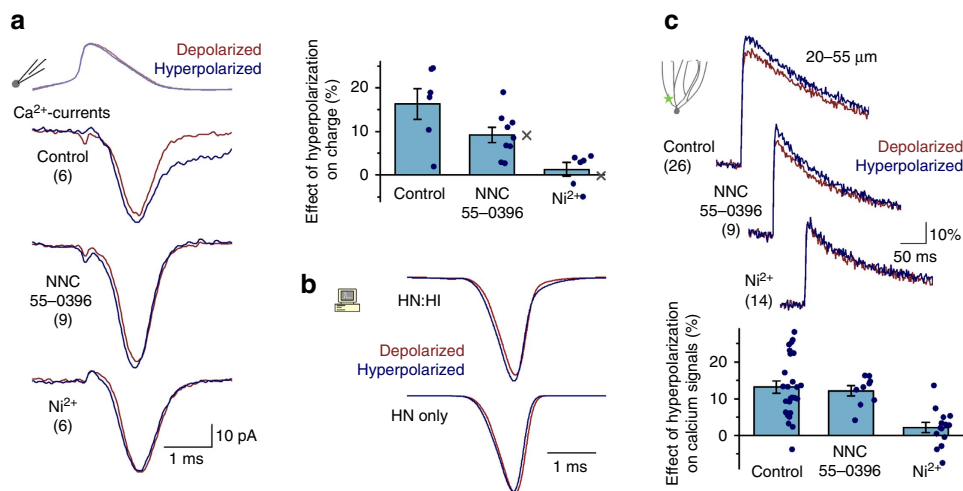 a
Depolarized
Hyperpolarized
Ca²⁺-currents
Control
(6)
NNC
55–0396
(9)
Ni²⁺
(6)
10 pA
1 ms
Effect of hyperpolarization
on charge (%)
20
10
0
Control
NNC
55–0396
Ni²⁺
b
HN:HI
Depolarized
Hyperpolarized
HN only
1 ms
c
20–55 μm
Control
(26)
Depolarized
Hyperpolarized
NNC
55–0396
(9)
10%
50 ms
Ni²⁺
(14)
Effect of hyperpolarization
on calcium signals (%)
20
10
0
Control
NNC
55–0396
Ni²⁺